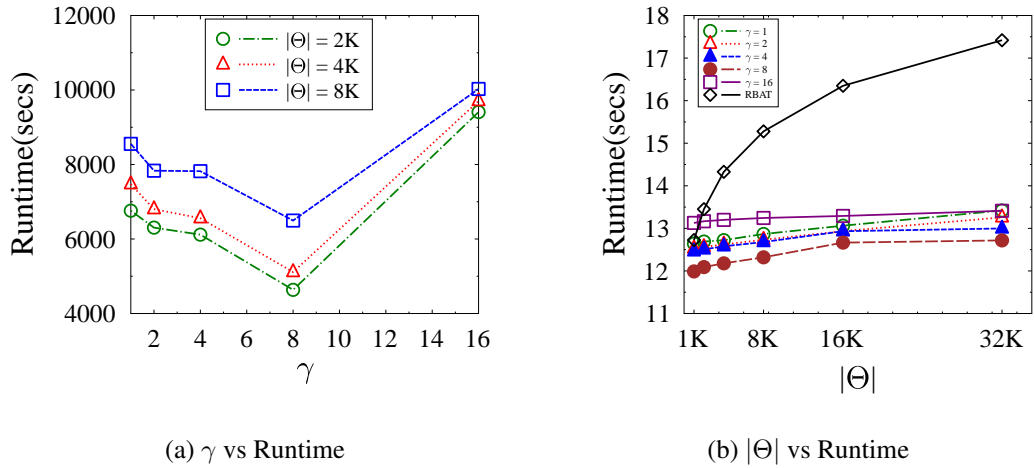 12000
10000
8000
6000
4000
Runtime(secs)
|Θ| = 2K
|Θ| = 4K
|Θ| = 8K
2 4 6 8 10 12 14 16
γ
(a) γ vs Runtime
18
17
16
15
14
13
12
11
Runtime(secs)
γ = 1
γ = 2
γ = 4
γ = 8
γ = 16
RBAT
1K 8K 16K 32K
|Θ|
(b) |Θ| vs Runtime